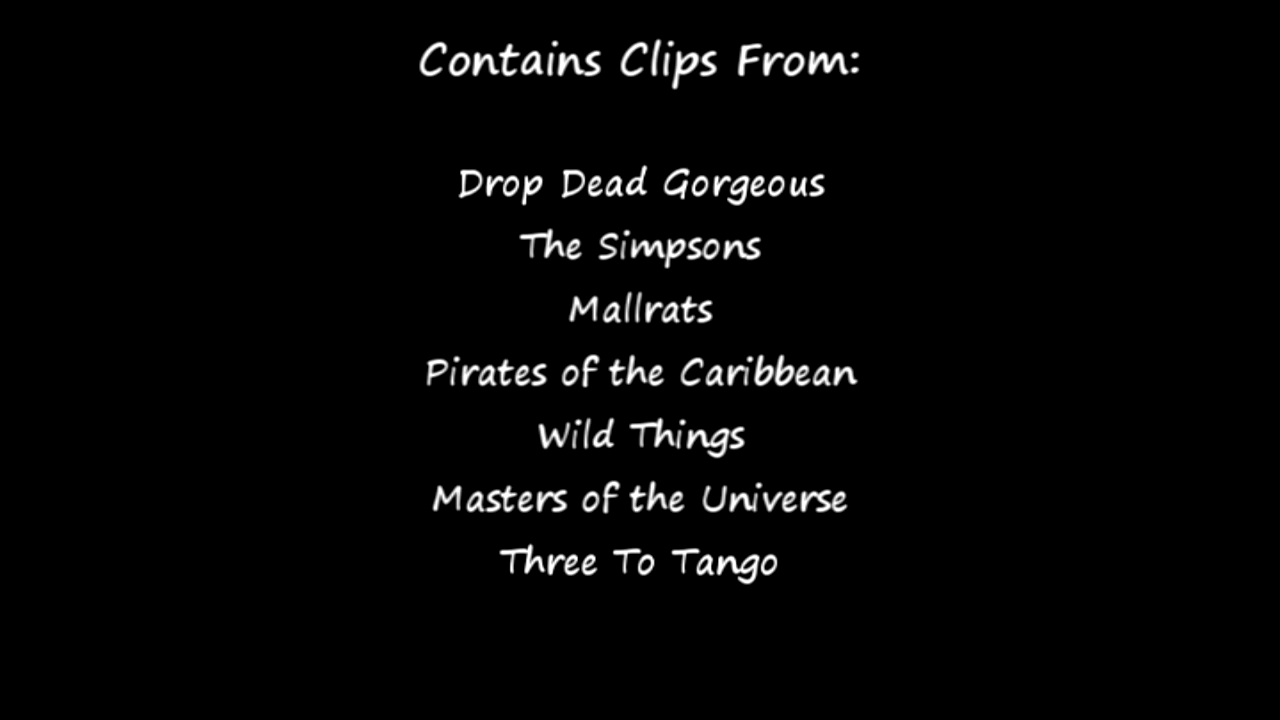 Contains Clips From:
Drop Dead Gorgeous
The Simpsons
Mallrats
Pirates of the Caribbean
Wild Things
Masters of the Universe
Three To Tango